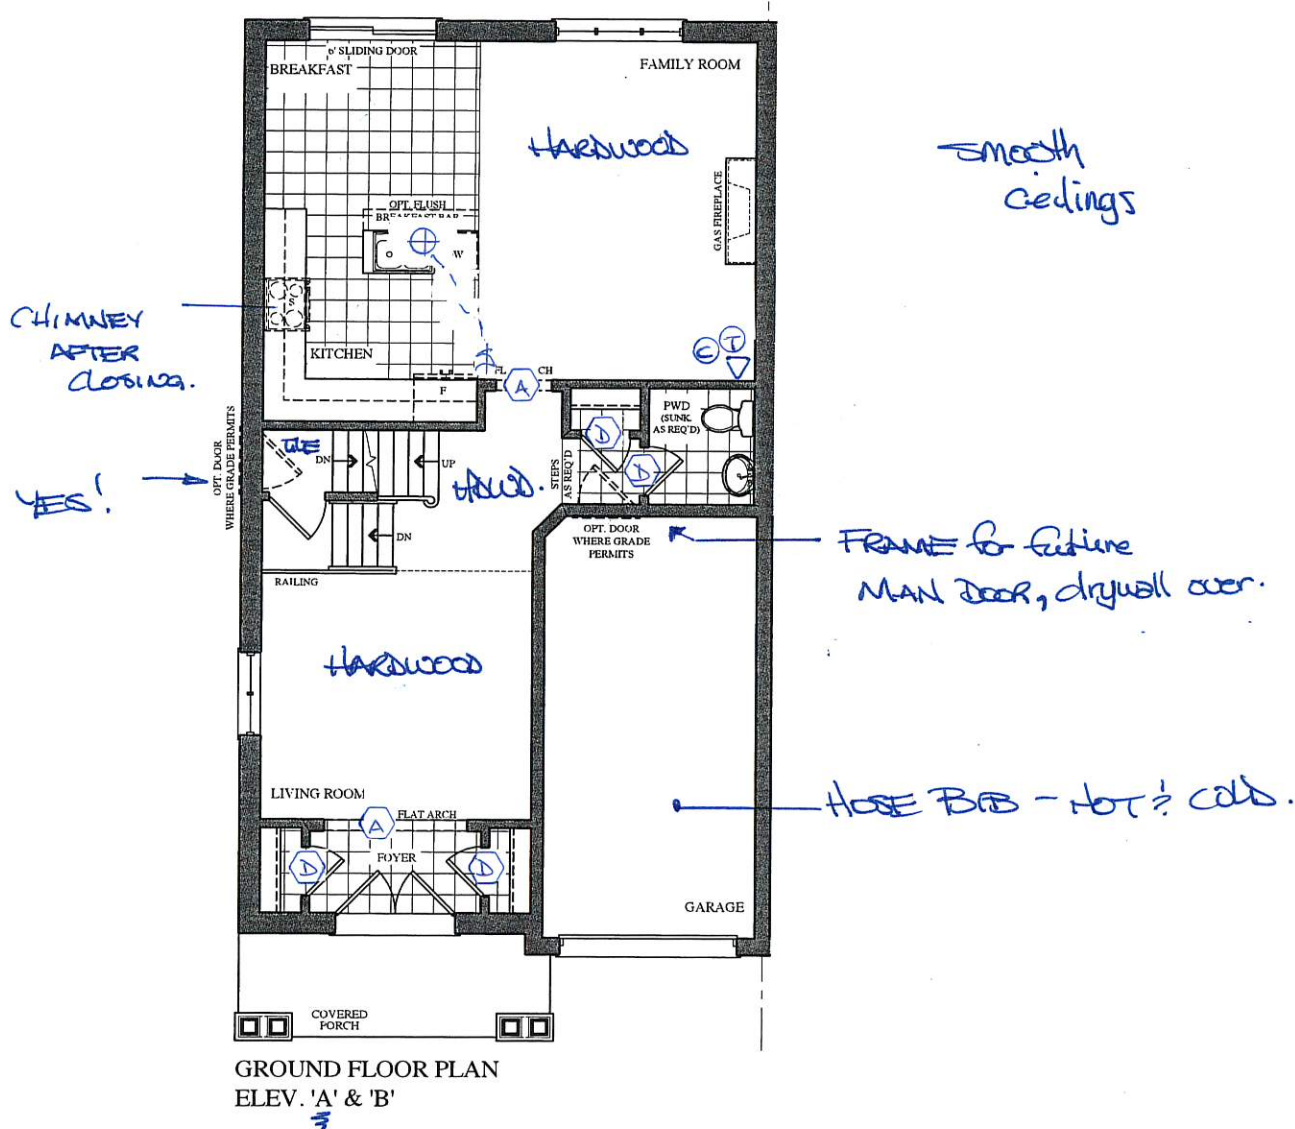 6' SLIDING DOOR
BREAKFAST
FAMILY ROOM
HARDWOOD
smooth
ceilings
OPT. FLUSH
BREAKFAST BAR
W
GAS FIREPLACE
S
CHIMNEY
AFTER
CLOSING.
KITCHEN
C T
A
F
PWD
(SUNK.
AS REQ'D)
D
D
TILE
DN
UP
HDWD.
STEPS
AS REQ'D
OPT. DOOR
WHERE GRADE PERMITS
YES!
DN
OPT. DOOR
WHERE GRADE
PERMITS
FRAME for future
MAN DOOR, drywall over.
RAILING
HARDWOOD
LIVING ROOM
HOSE BIB - HOT & COLD.
A
FLAT ARCH
D
FOYER
D
GARAGE
COVERED
PORCH
GROUND FLOOR PLAN
ELEV. 'A' & 'B'